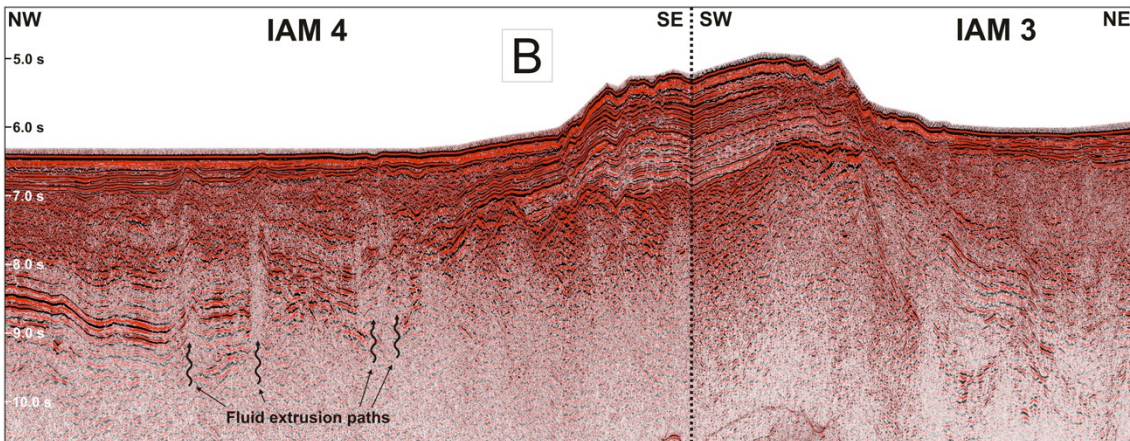 NW
IAM 4
B
SE
SW
IAM 3
NE
5.0 s
6.0 s
7.0 s
8.0 s
9.0 s
10.0 s
Fluid extrusion paths